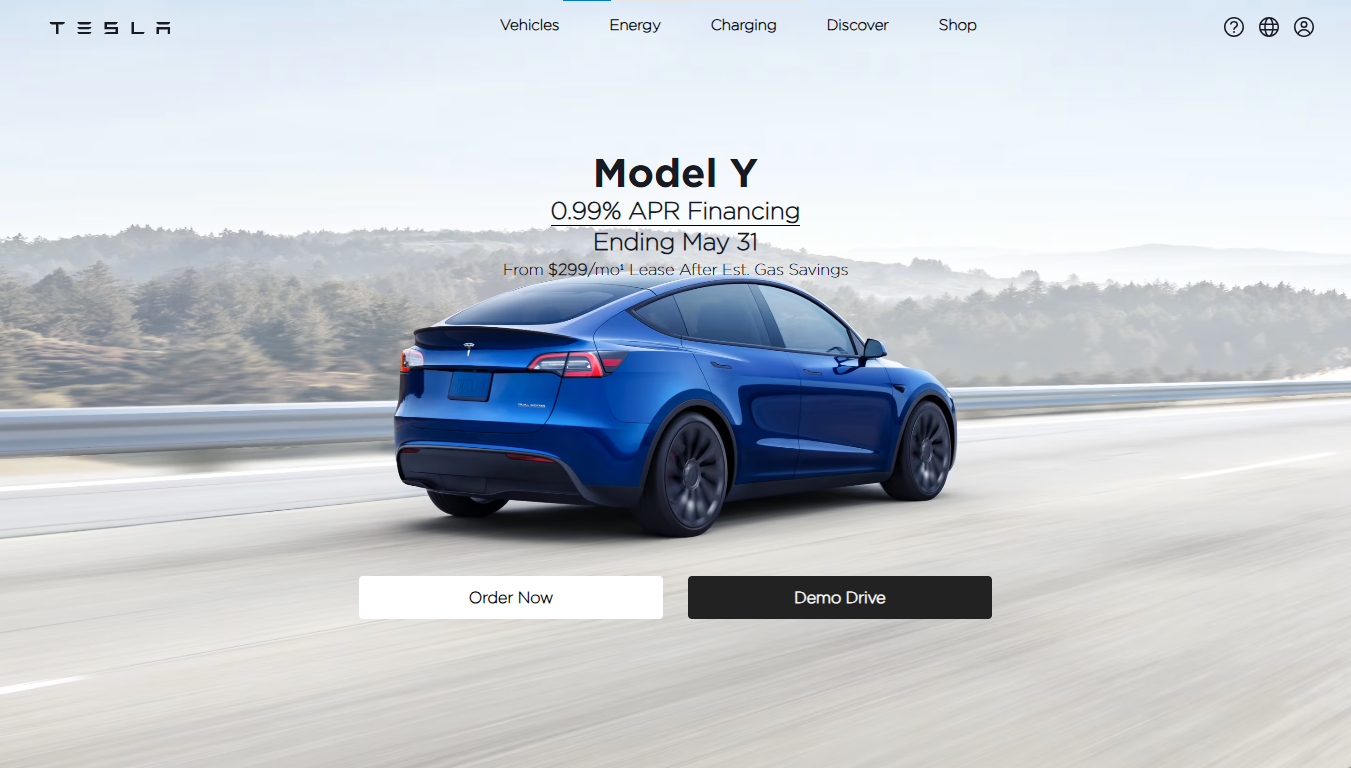 TESLA
Vehicles Energy Charging Discover Shop
Model Y
0.99% APR Financing
Ending May 31
From $299/mo¹ Lease After Est. Gas Savings
Order Now Demo Drive